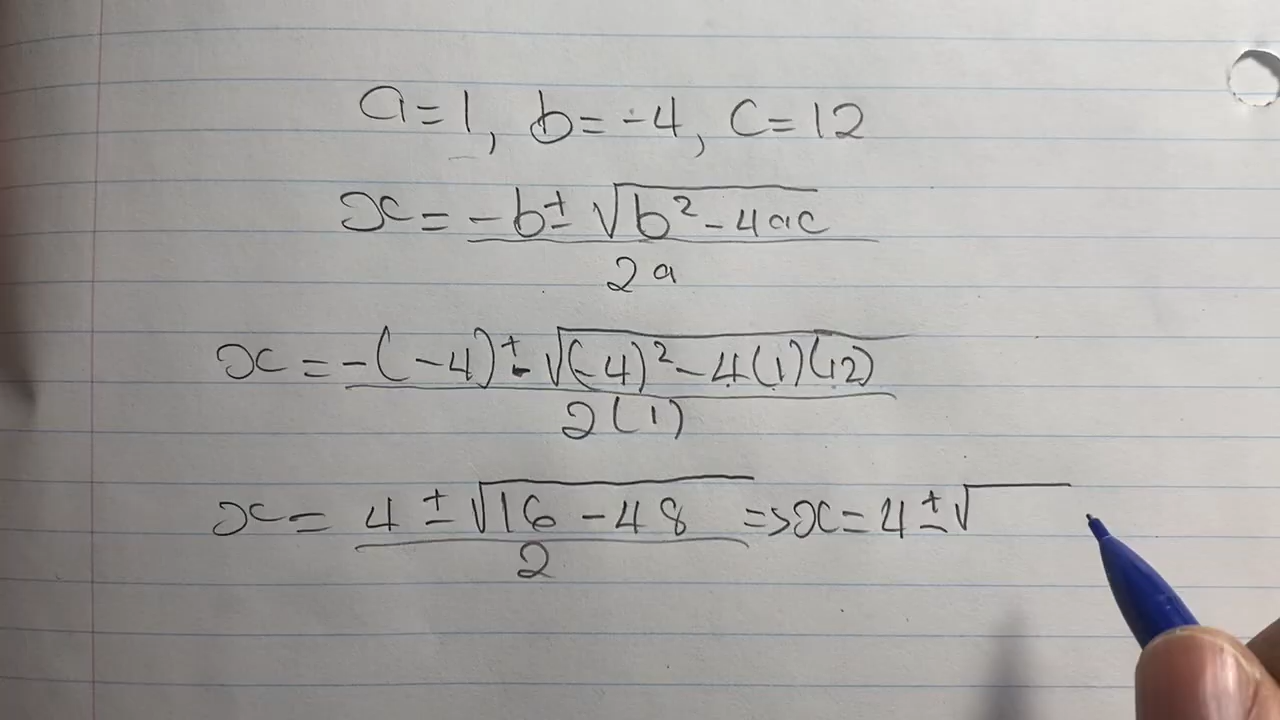 a=1, b=-4, c=12
x = -b ± √b² - 4ac
2a
x = -(-4) ± √(-4)² - 4(1)(12)
2(1)
x = 4 ± √16 - 48 => x = 4 ± √
2